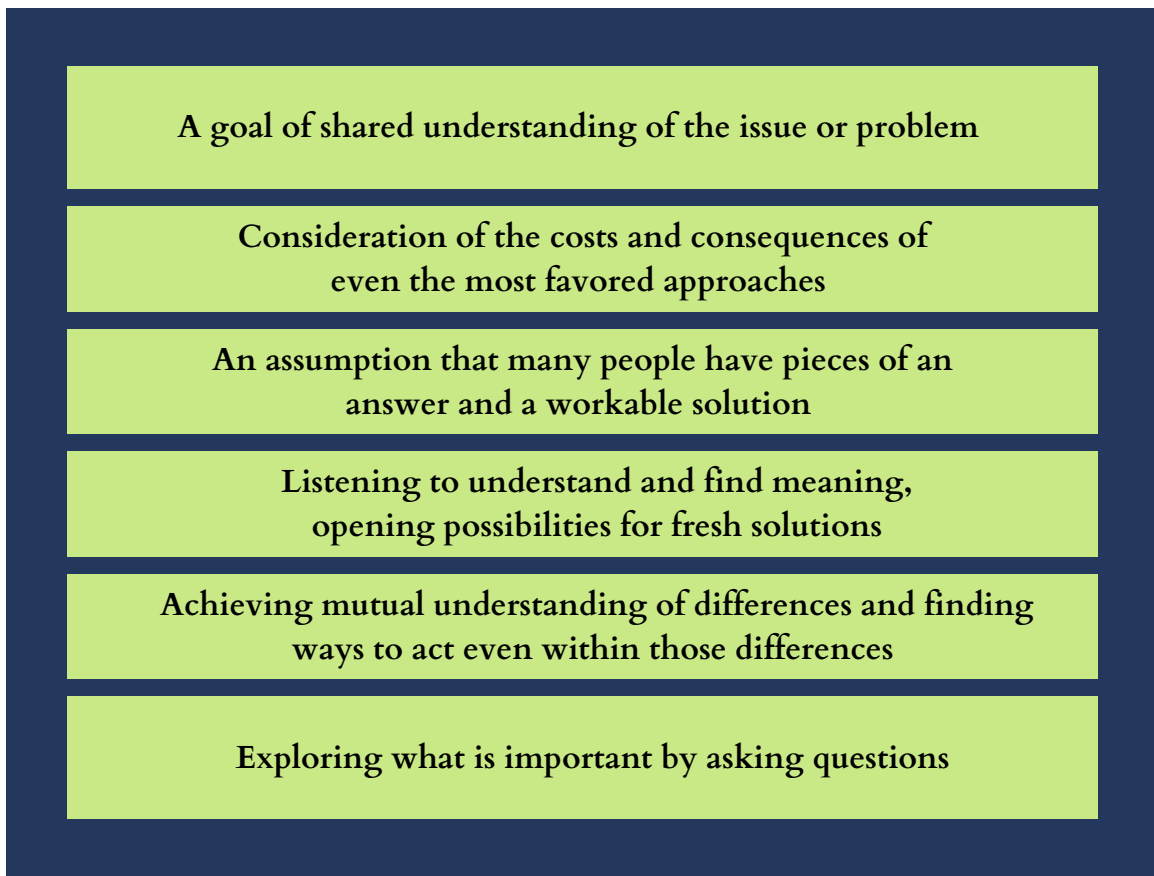 A goal of shared understanding of the issue or problem
Consideration of the costs and consequences of
even the most favored approaches
An assumption that many people have pieces of an
answer and a workable solution
Listening to understand and find meaning,
opening possibilities for fresh solutions
Achieving mutual understanding of differences and finding
ways to act even within those differences
Exploring what is important by asking questions